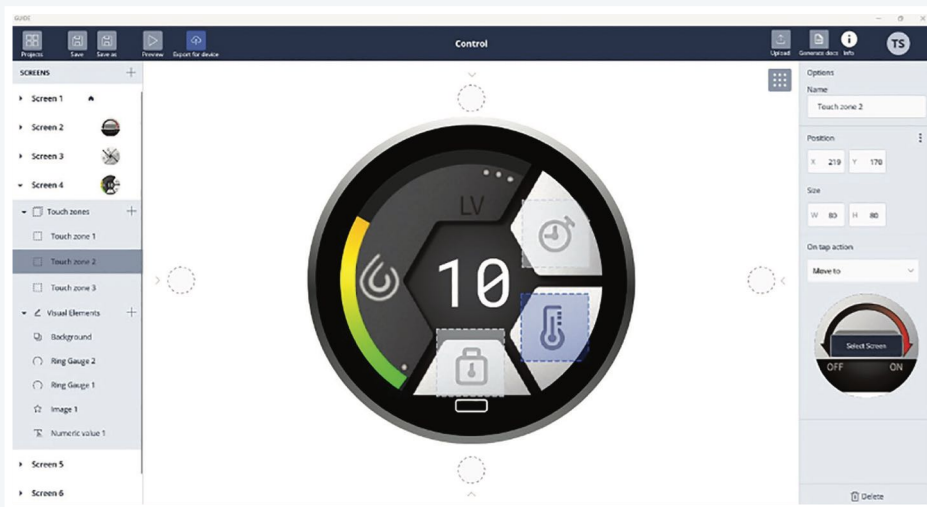 GUIDE
Projects
Save
Save as
Preview
Export for device
Control
Upload
Generate docs
Info
TS
SCREENS
Screen 1
Screen 2
Screen 3
Screen 4
Touch zones
Touch zone 1
Touch zone 2
Touch zone 3
Visual Elements
Background
Ring Gauge 2
Ring Gauge 1
Image 1
Numeric value 1
Screen 5
Screen 6
LV
10
Options
Name
Touch zone 2
Position
X 219 Y 170
Size
W 80 H 80
On tap action
Move to
Select Screen
OFF ON
Delete